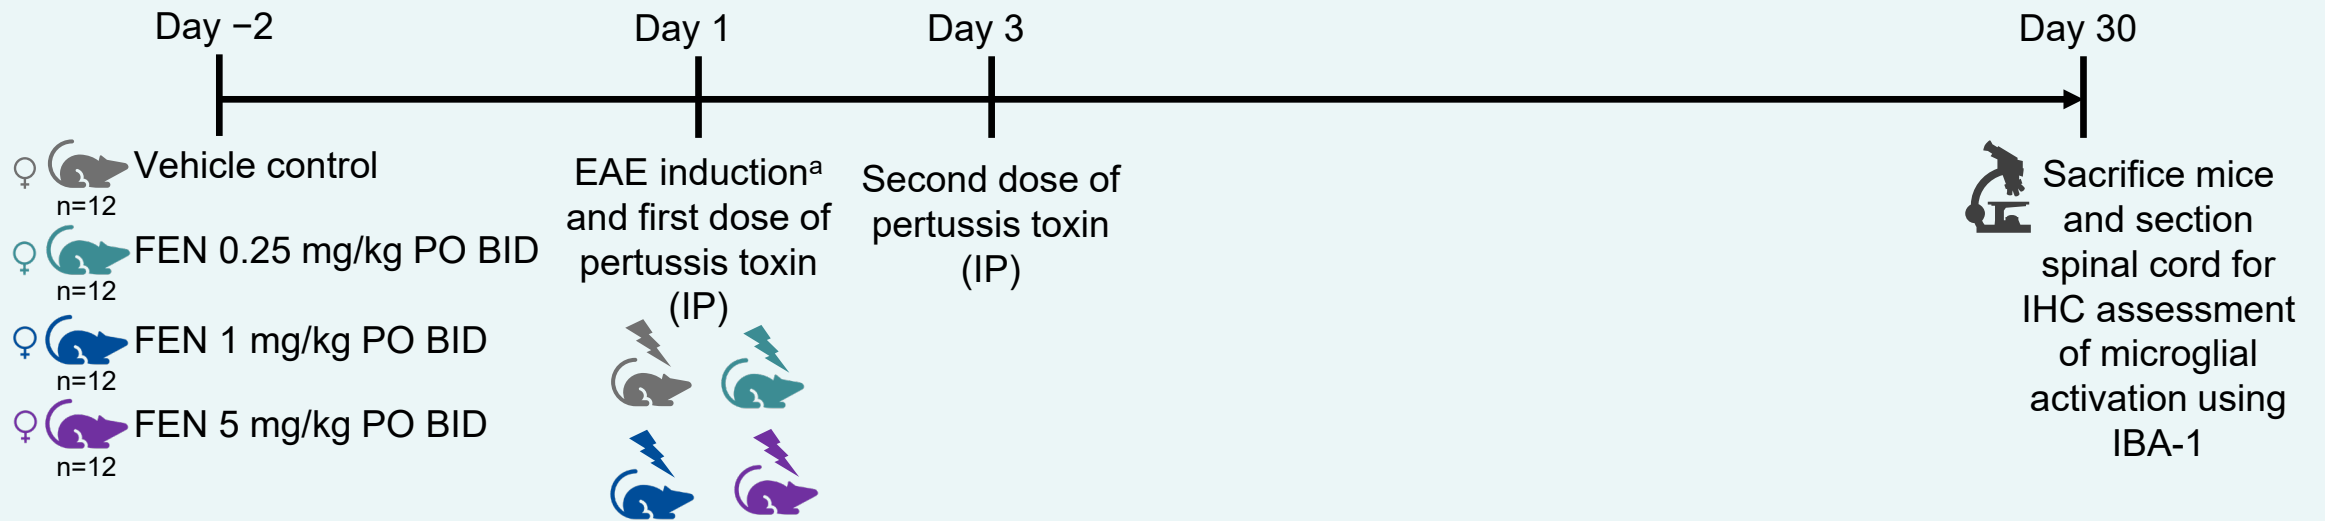 Day −2
Day 1
Day 3
Day 30
♀ Vehicle control
n=12
♀ FEN 0.25 mg/kg PO BID
n=12
♀ FEN 1 mg/kg PO BID
n=12
♀ FEN 5 mg/kg PO BID
n=12
EAE inductionᵃ
and first dose of
pertussis toxin
(IP)
Second dose of
pertussis toxin
(IP)
Sacrifice mice
and section
spinal cord for
IHC assessment
of microglial
activation using
IBA-1